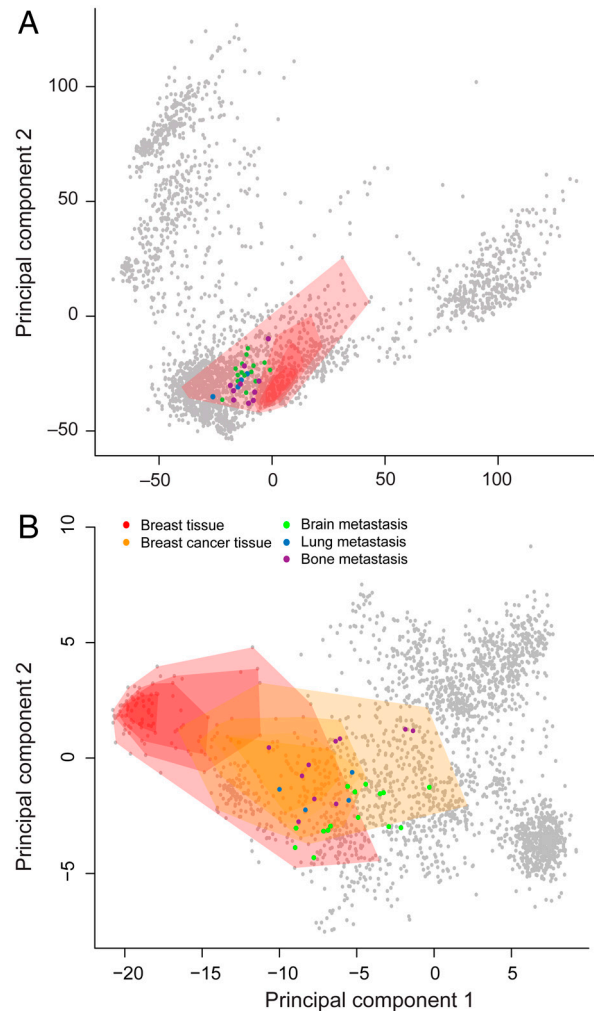 A
Principal component 2
100
50
0
−50
−50 0 50 100
B
Breast tissue
Breast cancer tissue
Brain metastasis
Lung metastasis
Bone metastasis
Principal component 2
10
5
0
−5
−20 −15 −10 −5 0 5
Principal component 1